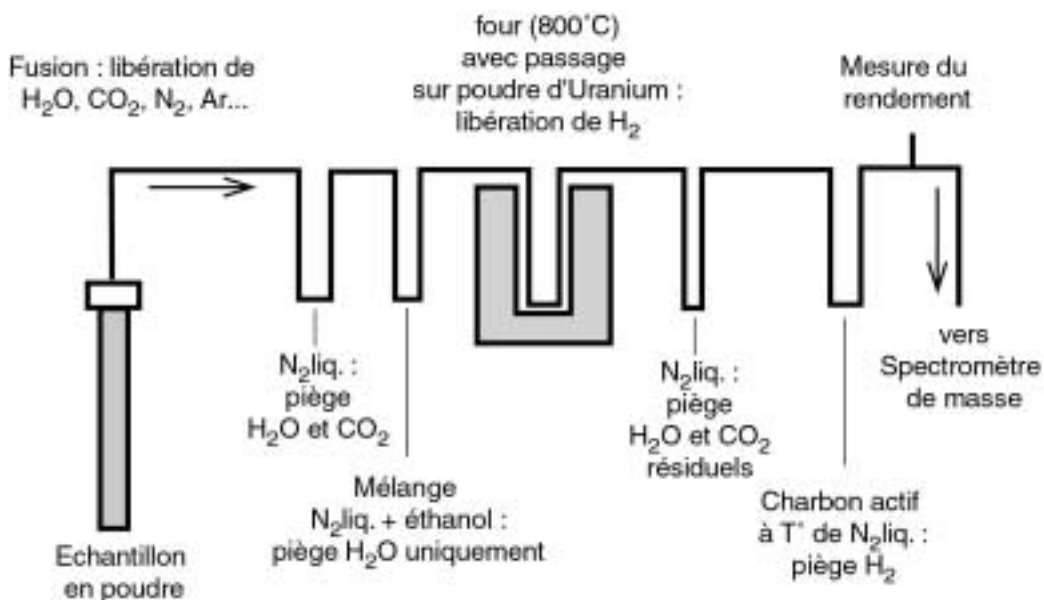 Fusion : libération de
H₂O, CO₂, N₂, Ar...
four (800°C)
avec passage
sur poudre d'Uranium :
libération de H₂
Mesure du
rendement
N₂liq. :
piège
H₂O et CO₂
Mélange
N₂liq. + éthanol :
piège H₂O uniquement
N₂liq. :
piège
H₂O et CO₂
résiduels
Charbon actif
à T° de N₂liq. :
piège H₂
vers
Spectromètre
de masse
Echantillon
en poudre